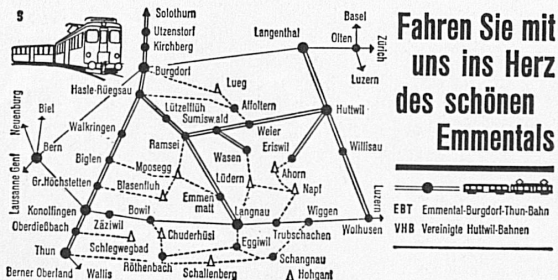 S
Solothurn
Utzenstorf
Kirchberg
Burgdorf
Langenthal
Basel
Olten
Zürich
Luzern
Hasle-Rüegsau
Lueg
Affoltern
Lützelflüh
Sumiswald
Huttwil
Neuenburg
Biel
Walkringen
Ramsei
Weier
Eriswil
Willisau
Bern
Biglen
Moosegg
Wasen
Ahorn
Lausanne Genf
Gr. Höchstetten
Blasenfluh
Lüdern
Napf
Emmen
matt
Luzern
Konolfingen
Bowil
Langnau
Wiggen
Oberdießbach
Zäziwil
Chuderhüsi
Trubschachen
Wolhusen
Schlegwegbad
Eggiwil
Thun
Röthenbach
Schallenberg
Schangnau
Berner Oberland
Wallis
Hohgant
Fahren Sie mit
uns ins Herz
des schönen
Emmentals
EBT Emmental-Burgdorf-Thun-Bahn
VHB Vereinigte Huttwil-Bahnen